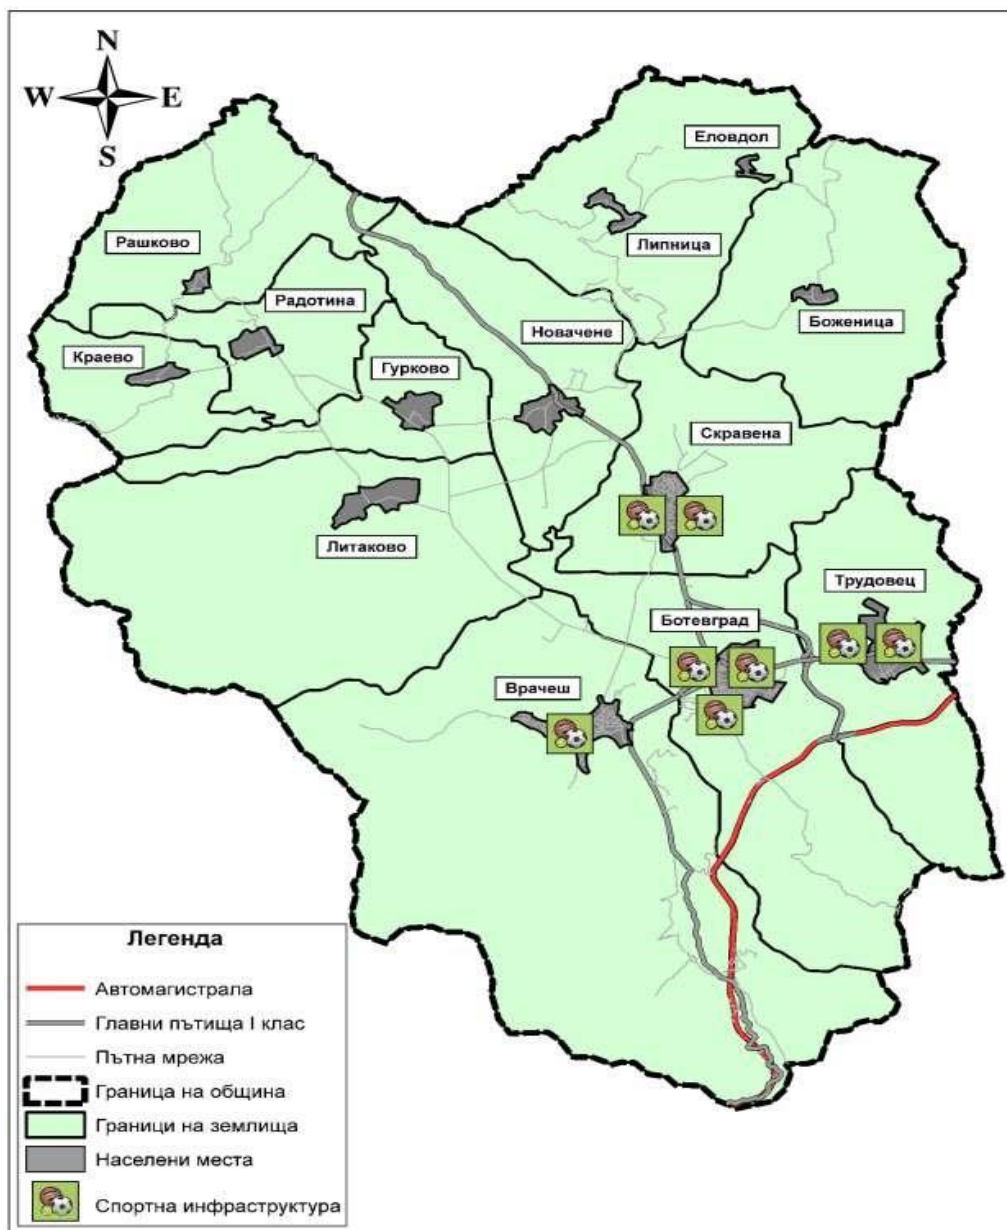 N
W E
S
Еловдол
Липница
Рашково
Радотина
Боженица
Новачене
Краево
Гурково
Скравена
Литаково
Трудовец
Ботевград
Врачеш
Легенда
Автомагистрала
Главни пътища I клас
Пътна мрежа
Граница на община
Граници на землища
Населени места
Спортна инфраструктура